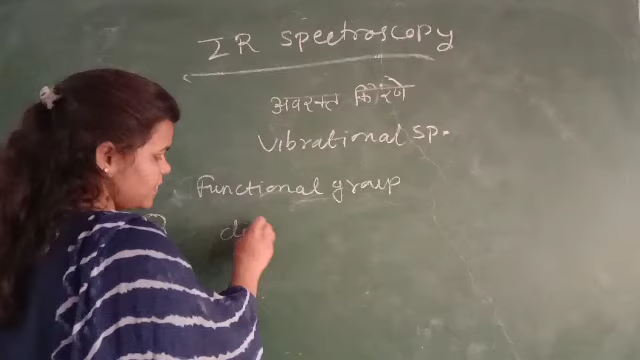 IR spectroscopy
अवरक्त किरणे
Vibrational sp.
Functional group